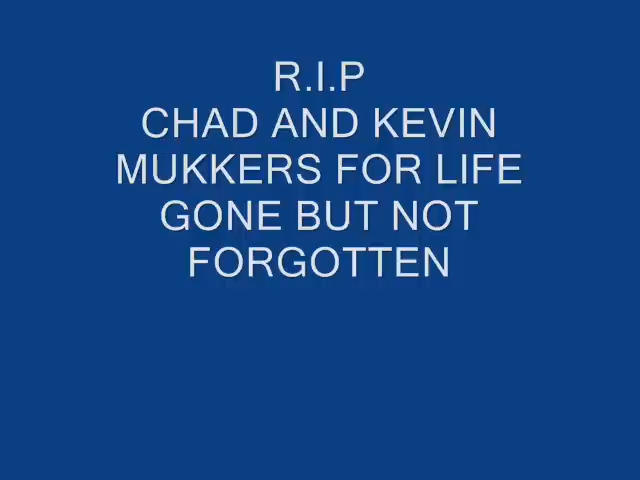 R.I.P
CHAD AND KEVIN
MUKKERS FOR LIFE
GONE BUT NOT
FORGOTTEN